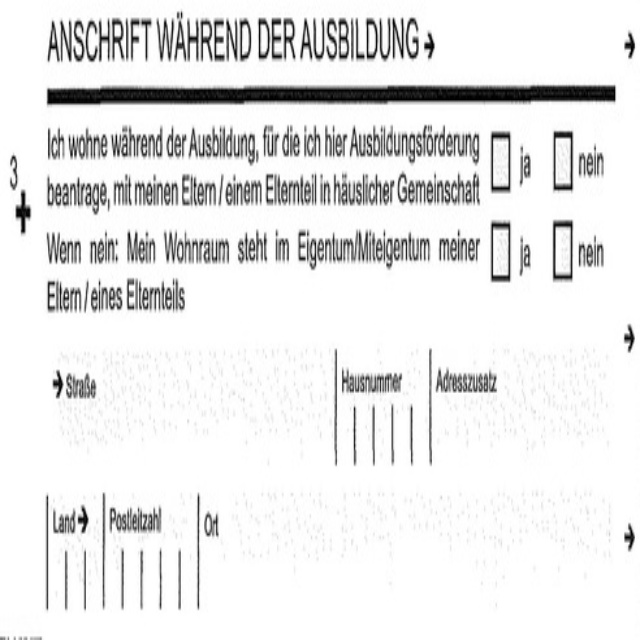 ANSCHRIFT WÄHREND DER AUSBILDUNG → →
Ich wohne während der Ausbildung, für die ich hier Ausbildungsförderung
beantrage, mit meinen Eltern / einem Elternteil in häuslicher Gemeinschaft
ja nein
3
+
Wenn nein: Mein Wohnraum steht im Eigentum/Miteigentum meiner
Eltern / eines Elternteils
ja nein
→
→ Straße Hausnummer Adresszusatz
Land → Postleitzahl Ort →